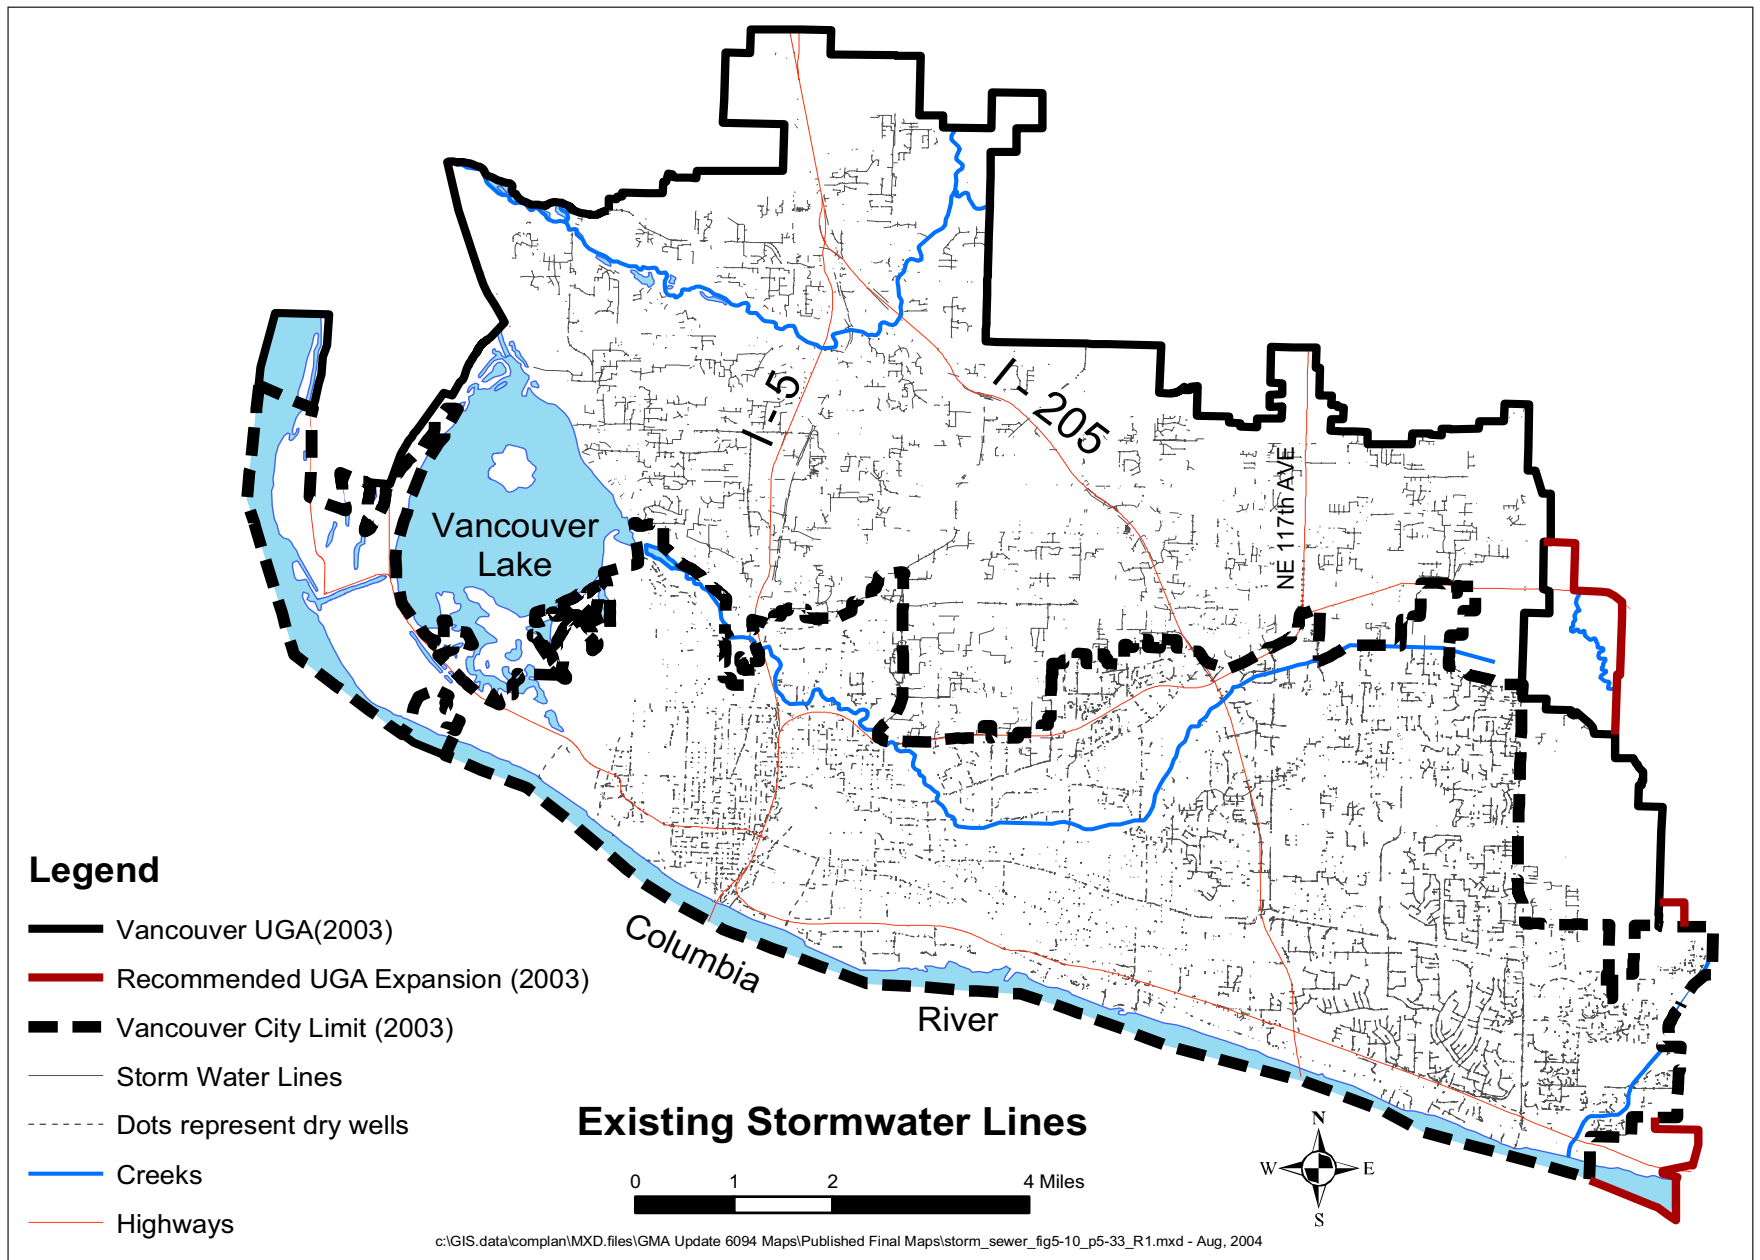 I - 5
I - 205
NE 117th AVE
Vancouver
Lake
Columbia
River
Legend
Vancouver UGA(2003)
Recommended UGA Expansion (2003)
Vancouver City Limit (2003)
Storm Water Lines
Dots represent dry wells
Creeks
Highways
Existing Stormwater Lines
0 1 2 4 Miles
N
W E
S
c:\GIS.data\complan\MXD.files\GMA Update 6094 Maps\Published Final Maps\storm_sewer_fig5-10_p5-33_R1.mxd - Aug, 2004